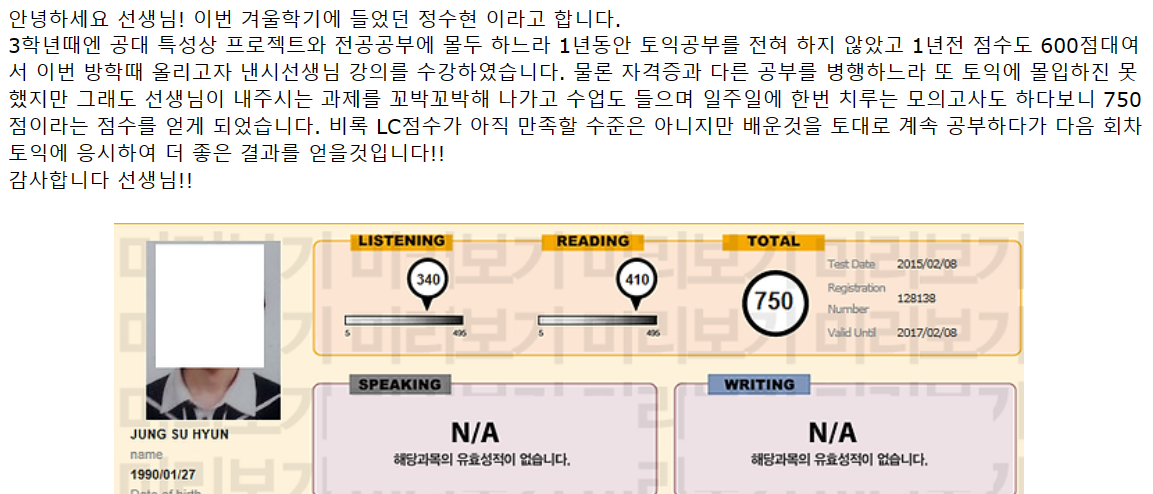 안녕하세요 선생님! 이번 겨울학기에 들었던 정수현 이라고 합니다.
3학년때엔 공대 특성상 프로젝트와 전공공부에 몰두 하느라 1년동안 토익공부를 전혀 하지 않았고 1년전 점수도 600점대여
서 이번 방학때 올리고자 낸시선생님 강의를 수강하였습니다. 물론 자격증과 다른 공부를 병행하느라 또 토익에 몰입하진 못
했지만 그래도 선생님이 내주시는 과제를 꼬박꼬박해 나가고 수업도 들으며 일주일에 한번 치루는 모의고사도 하다보니 750
점이라는 점수를 얻게 되었습니다. 비록 LC점수가 아직 만족할 수준은 아니지만 배운것을 토대로 계속 공부하다가 다음 회차
토익에 응시하여 더 좋은 결과를 얻을것입니다!!
감사합니다 선생님!!
미리보기 미리보기 미리보기
LISTENING READING TOTAL
340 410 750
5 495 5 495
Test Date 2015/02/08
Registration Number 128138
Valid Until 2017/02/08
SPEAKING WRITING
N/A N/A
해당과목의 유효성적이 없습니다. 해당과목의 유효성적이 없습니다.
JUNG SU HYUN
name
1990/01/27
Date of birth